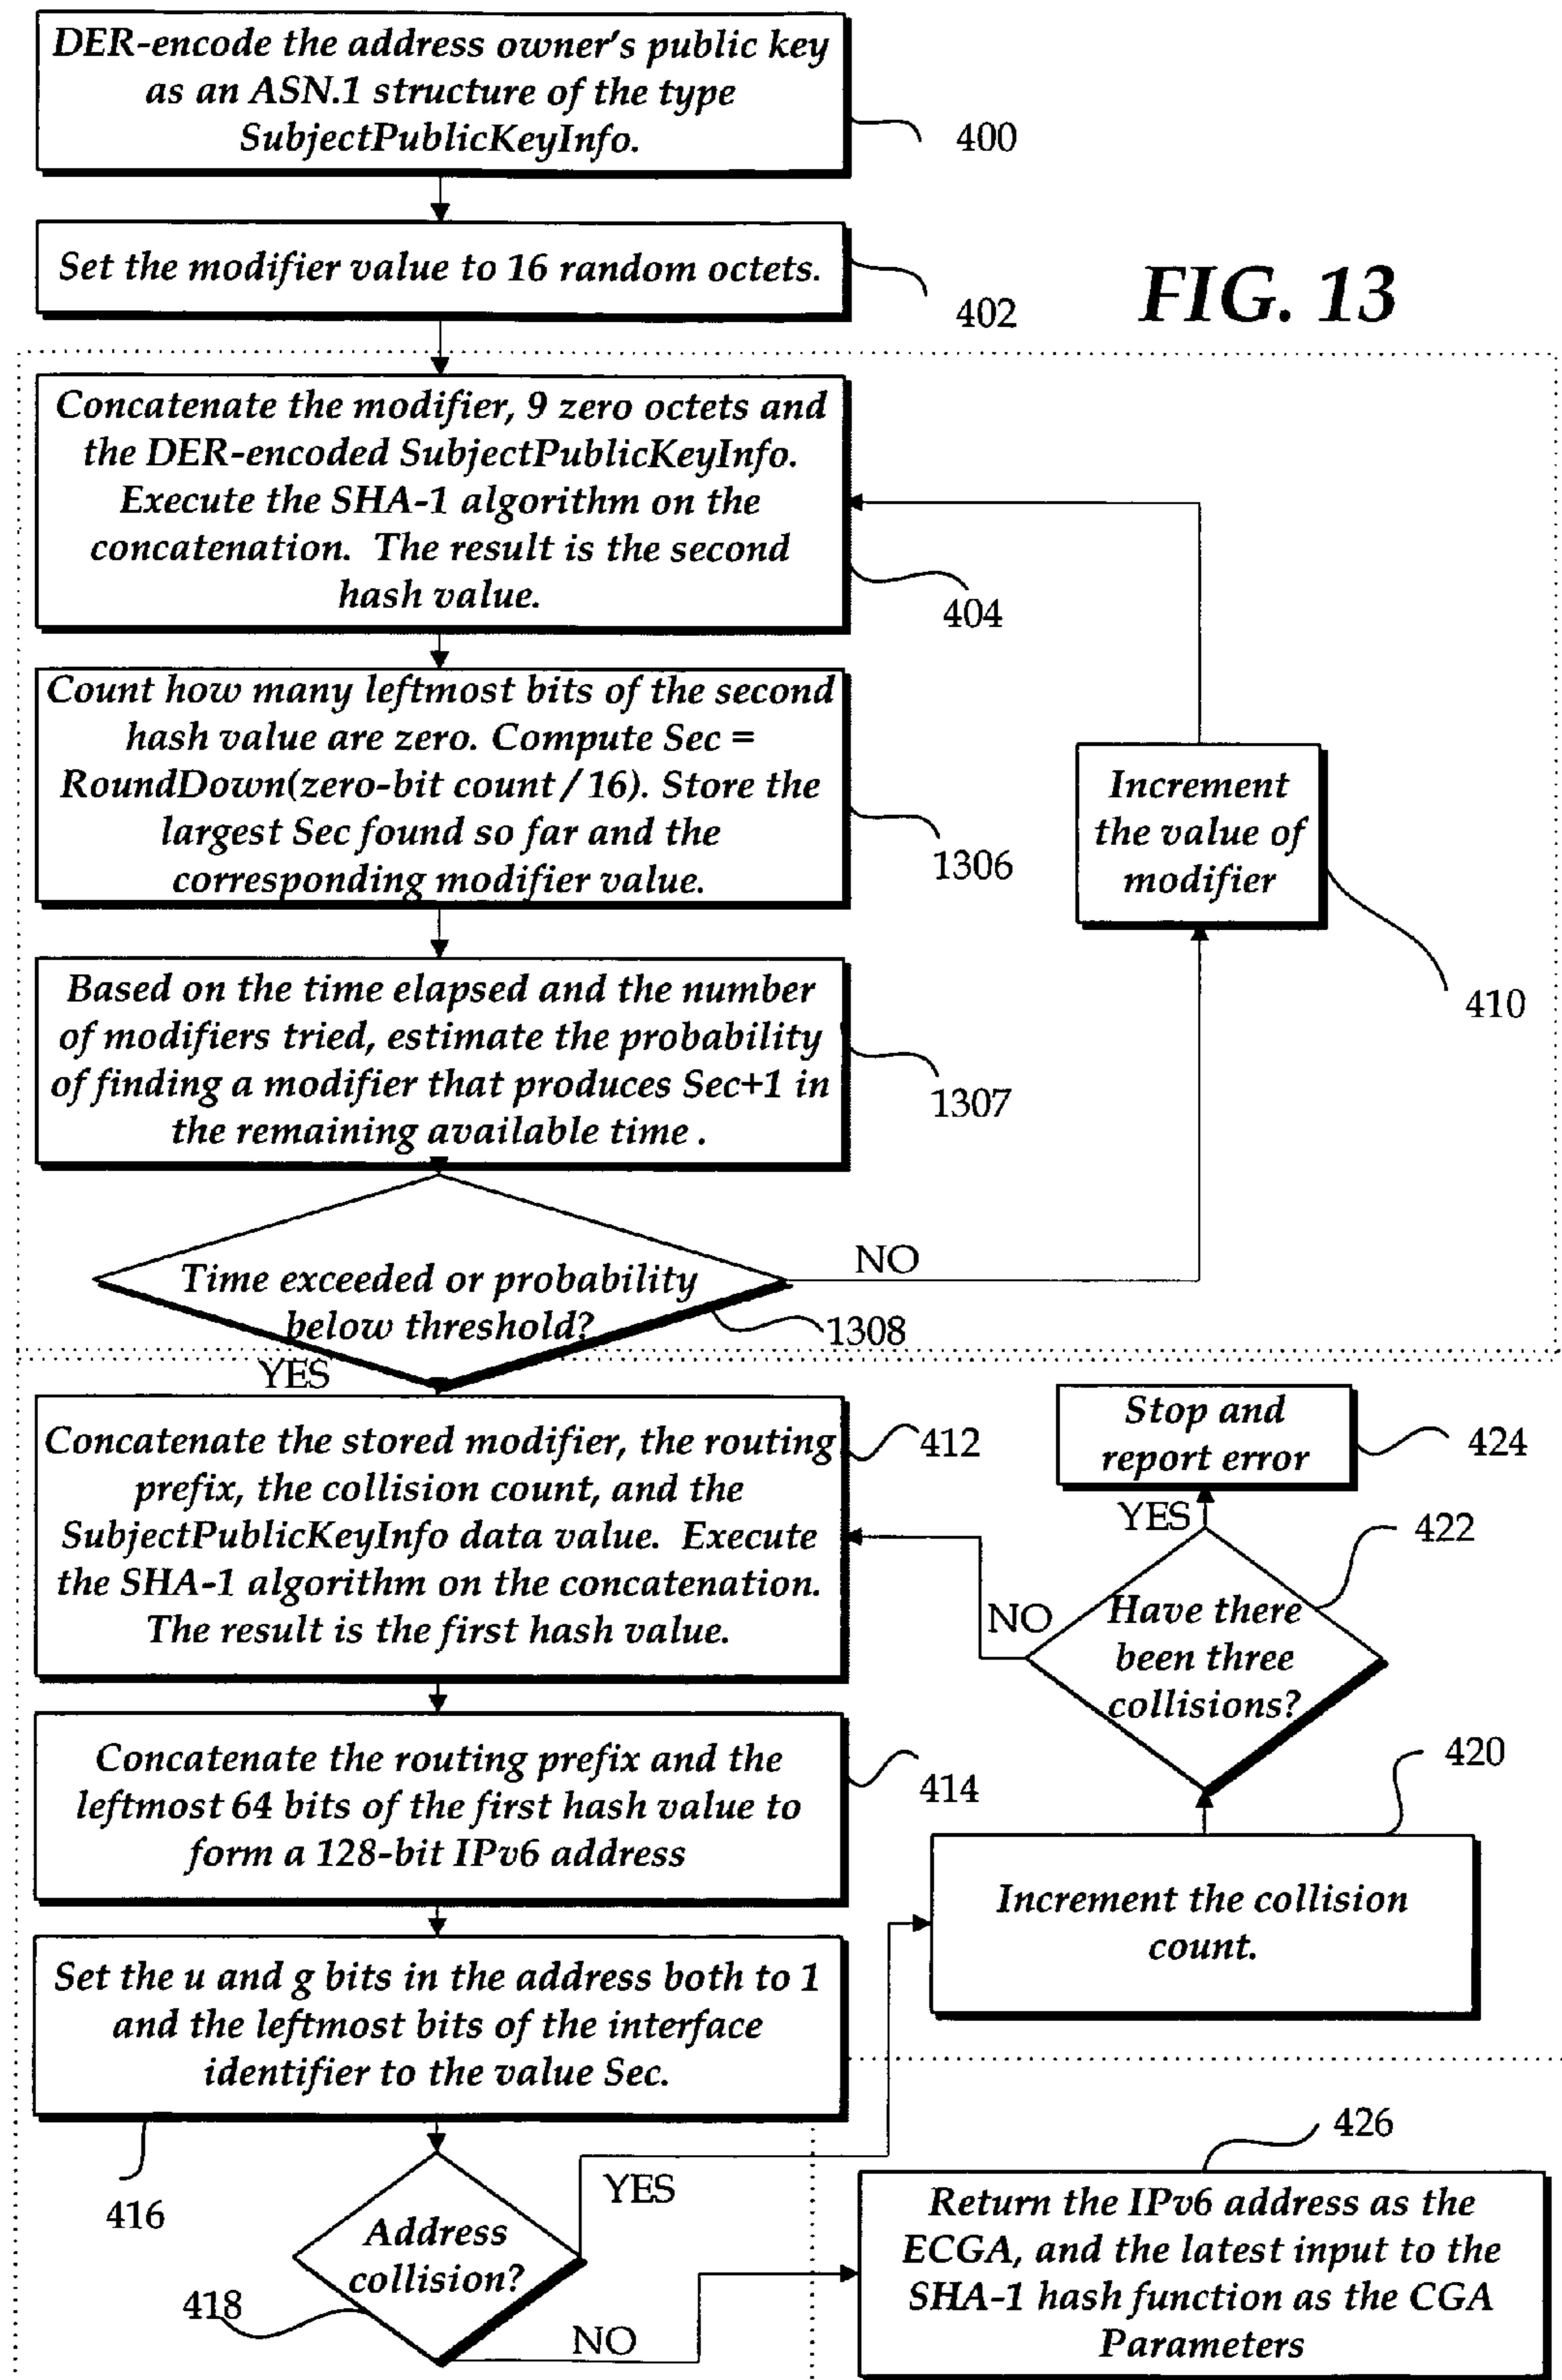 DER-encode the address owner's public key
as an ASN.1 structure of the type
SubjectPublicKeyInfo.
400
Set the modifier value to 16 random octets.
402
FIG. 13
Concatenate the modifier, 9 zero octets and
the DER-encoded SubjectPublicKeyInfo.
Execute the SHA-1 algorithm on the
concatenation. The result is the second
hash value.
404
Count how many leftmost bits of the second
hash value are zero. Compute Sec =
RoundDown(zero-bit count/16). Store the
largest Sec found so far and the
corresponding modifier value.
1306
Increment
the value of
modifier
410
Based on the time elapsed and the number
of modifiers tried, estimate the probability
of finding a modifier that produces Sec+1 in
the remaining available time .
1307
Time exceeded or probability
below threshold?
NO
1308
YES
Concatenate the stored modifier, the routing
prefix, the collision count, and the
SubjectPublicKeyInfo data value. Execute
the SHA-1 algorithm on the concatenation.
The result is the first hash value.
412
Stop and
report error
424
YES
422
Have there
been three
collisions?
NO
Concatenate the routing prefix and the
leftmost 64 bits of the first hash value to
form a 128-bit IPv6 address
414
420
Increment the collision
count.
Set the u and g bits in the address both to 1
and the leftmost bits of the interface
identifier to the value Sec.
416
Address
collision?
YES
418
NO
426
Return the IPv6 address as the
ECGA, and the latest input to the
SHA-1 hash function as the CGA
Parameters